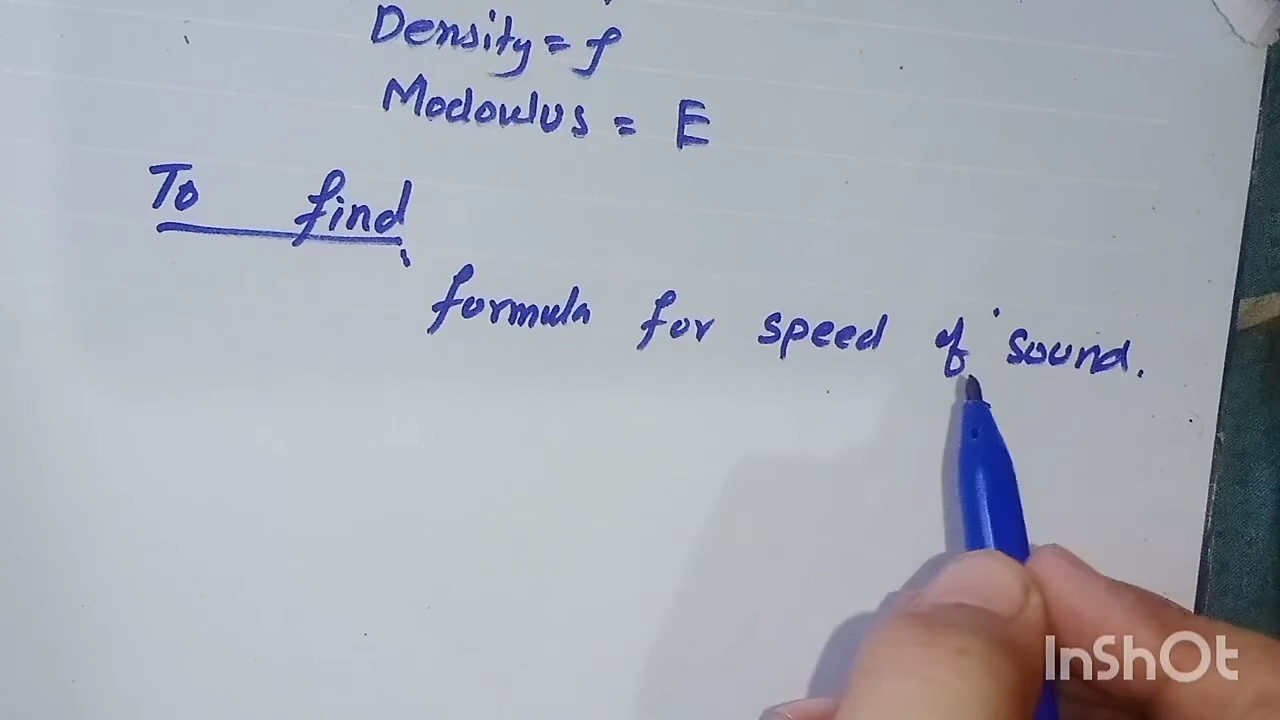 Density = ƍ
Modoulus = E
To find
formula for speed of sound.
InShOt